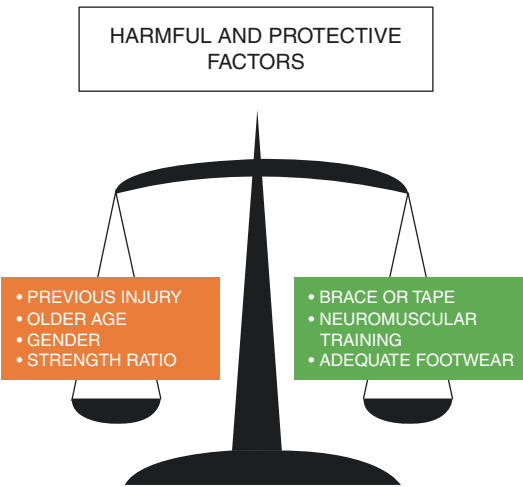 HARMFUL AND PROTECTIVE
FACTORS
• PREVIOUS INJURY
• OLDER AGE
• GENDER
• STRENGTH RATIO
• BRACE OR TAPE
• NEUROMUSCULAR
TRAINING
• ADEQUATE FOOTWEAR